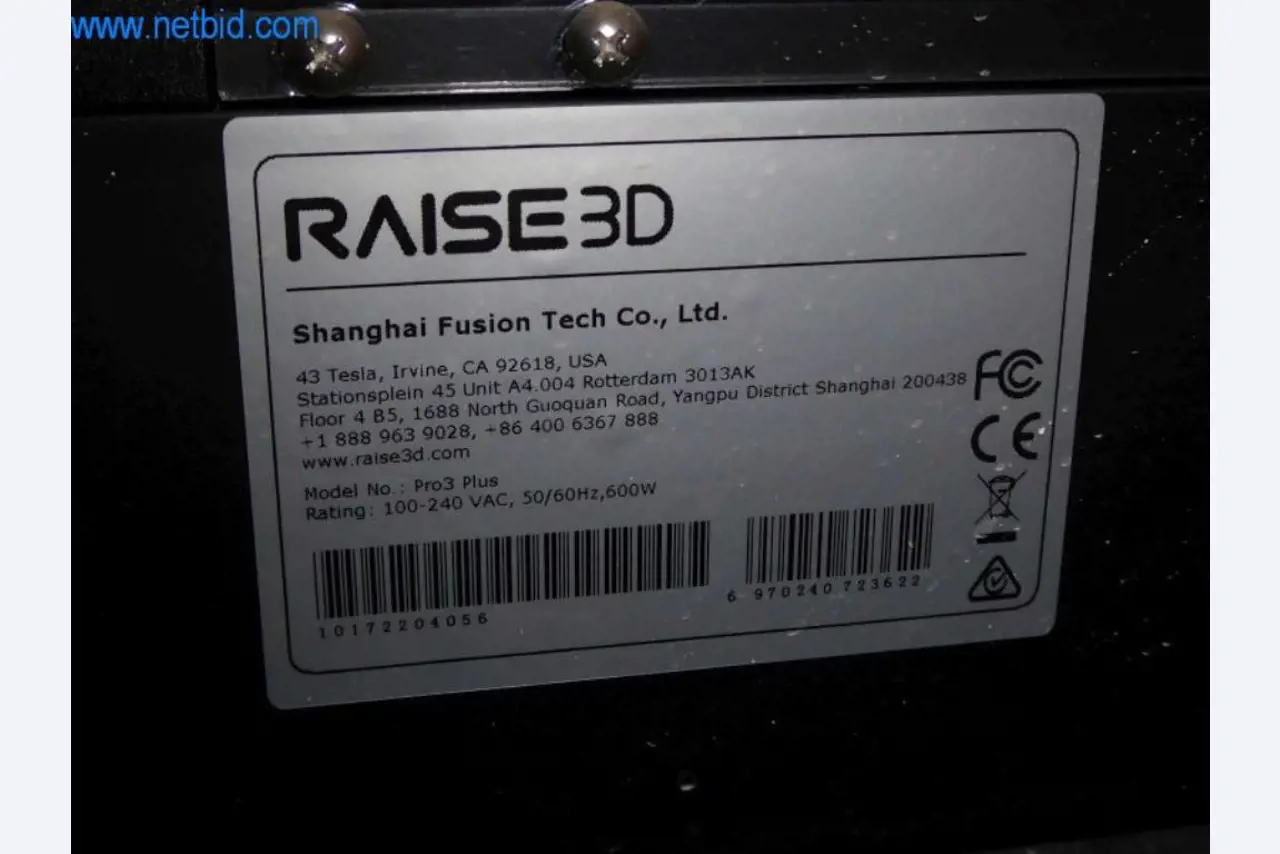 www.netbid.com
RAISE3D
Shanghai Fusion Tech Co., Ltd.
43 Tesla, Irvine, CA 92618, USA
Stationsplein 45 Unit A4.004 Rotterdam 3013AK
Floor 4 B5, 1688 North Guoquan Road, Yangpu District Shanghai 200438
+1 888 963 9028, +86 400 6367 888
www.raise3d.com
Model No.: Pro3 Plus
Rating: 100-240 VAC, 50/60Hz,600W
10172204056
6 970240 723622
FC
CE